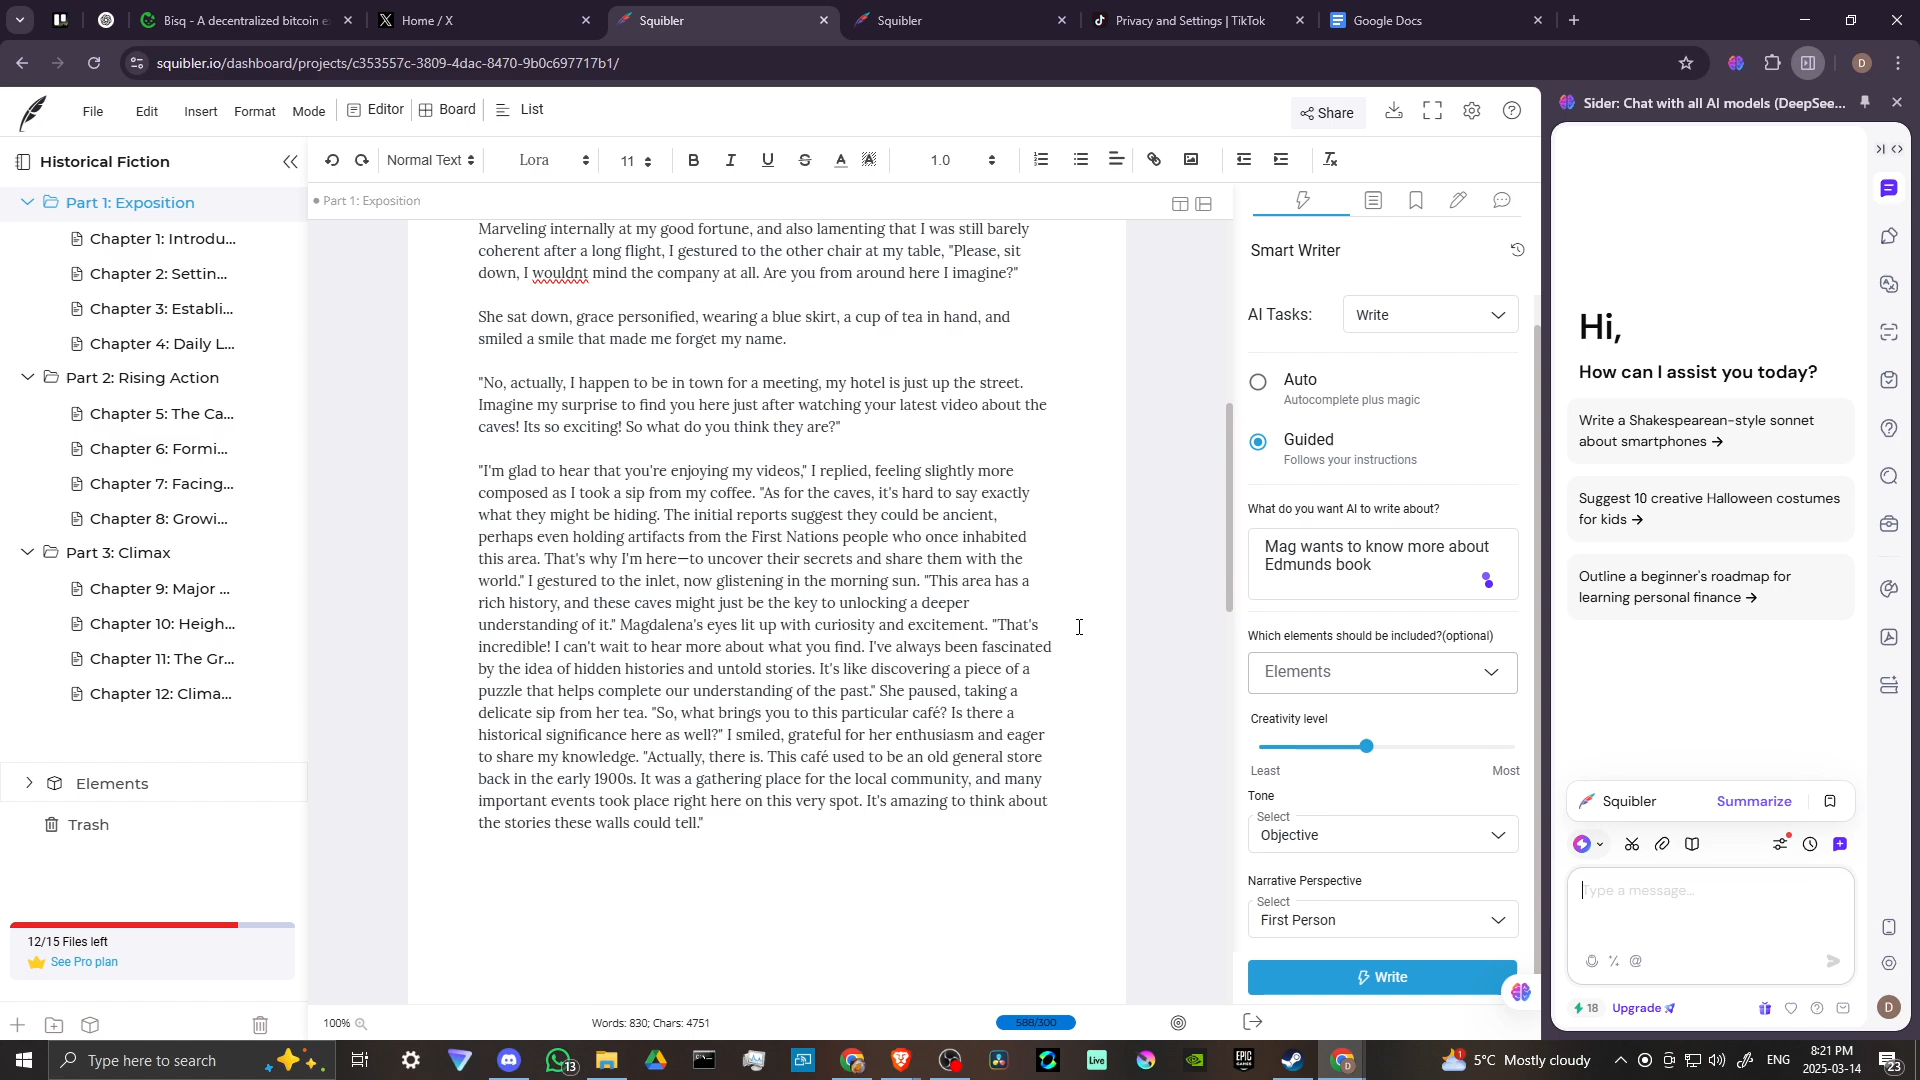 Bisq - A decentralized bitcoin e
Home / X
Squibler
Squibler
Privacy and Settings | TikTok
Google Docs
squibler.io/dashboard/projects/c353557c-3809-4dac-8470-9b0c697717b1/
D
File
Edit
Insert
Format
Mode
Editor
Board
List
Share
Sider: Chat with all AI models (DeepSee...
Historical Fiction
Normal Text
Lora
11
1.0
Part 1: Exposition
Chapter 1: Introdu...
Chapter 2: Settin...
Chapter 3: Establi...
Chapter 4: Daily L...
Part 2: Rising Action
Chapter 5: The Ca...
Chapter 6: Formi...
Chapter 7: Facing...
Chapter 8: Growi...
Part 3: Climax
Chapter 9: Major ...
Chapter 10: Heigh...
Chapter 11: The Gr...
Chapter 12: Clima...
Elements
Trash
12/15 Files left
See Pro plan
Part 1: Exposition
Marveling internally at my good fortune, and also lamenting that I was still barely
coherent after a long flight, I gestured to the other chair at my table, "Please, sit
down, I wouldnt mind the company at all. Are you from around here I imagine?"
She sat down, grace personified, wearing a blue skirt, a cup of tea in hand, and
smiled a smile that made me forget my name.
"No, actually, I happen to be in town for a meeting, my hotel is just up the street.
Imagine my surprise to find you here just after watching your latest video about the
caves! Its so exciting! So what do you think they are?"
"I'm glad to hear that you're enjoying my videos," I replied, feeling slightly more
composed as I took a sip from my coffee. "As for the caves, it's hard to say exactly
what they might be hiding. The initial reports suggest they could be ancient,
perhaps even holding artifacts from the First Nations people who once inhabited
this area. That's why I'm here—to uncover their secrets and share them with the
world." I gestured to the inlet, now glistening in the morning sun. "This area has a
rich history, and these caves might just be the key to unlocking a deeper
understanding of it." Magdalena's eyes lit up with curiosity and excitement. "That's
incredible! I can't wait to hear more about what you find. I've always been fascinated
by the idea of hidden histories and untold stories. It's like discovering a piece of a
puzzle that helps complete our understanding of the past." She paused, taking a
delicate sip from her tea. "So, what brings you to this particular café? Is there a
historical significance here as well?" I smiled, grateful for her enthusiasm and eager
to share my knowledge. "Actually, there is. This café used to be an old general store
back in the early 1900s. It was a gathering place for the local community, and many
important events took place right here on this very spot. It's amazing to think about
the stories these walls could tell."
100%
Words: 830; Chars: 4751
588/300
Smart Writer
AI Tasks:
Write
Auto
Autocomplete plus magic
Guided
Follows your instructions
What do you want AI to write about?
Mag wants to know more about
Edmunds book
Which elements should be included?(optional)
Elements
Creativity level
Least
Most
Tone
Select
Objective
Narrative Perspective
Select
First Person
Write
Hi,
How can I assist you today?
Write a Shakespearean-style sonnet
about smartphones →
Suggest 10 creative Halloween costumes
for kids →
Outline a beginner's roadmap for
learning personal finance →
Squibler
Summarize
Type a message...
18
Upgrade
D
Type here to search
13
Live
EPIC GAMES
D
1
5°C Mostly cloudy
ENG
8:21 PM
2025-03-14
23